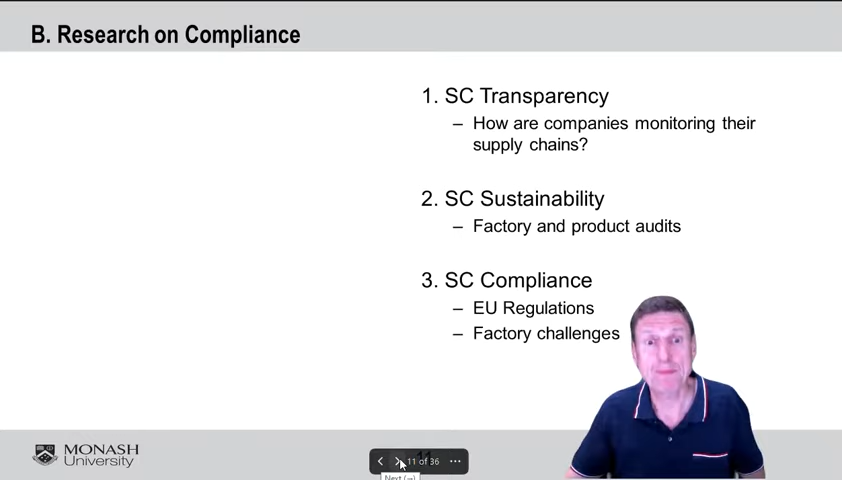 B. Research on Compliance
1. SC Transparency
– How are companies monitoring their
supply chains?
2. SC Sustainability
– Factory and product audits
3. SC Compliance
– EU Regulations
– Factory challenges
MONASH
University
11 of 36
Next (→)